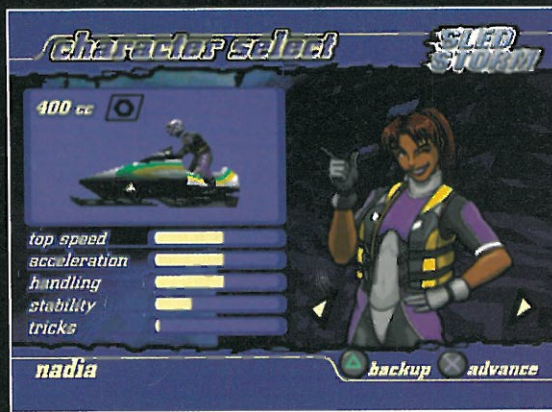 character select
SLED
STORM
400 cc
top speed
acceleration
handling
stability
tricks
nadia
backup
advance